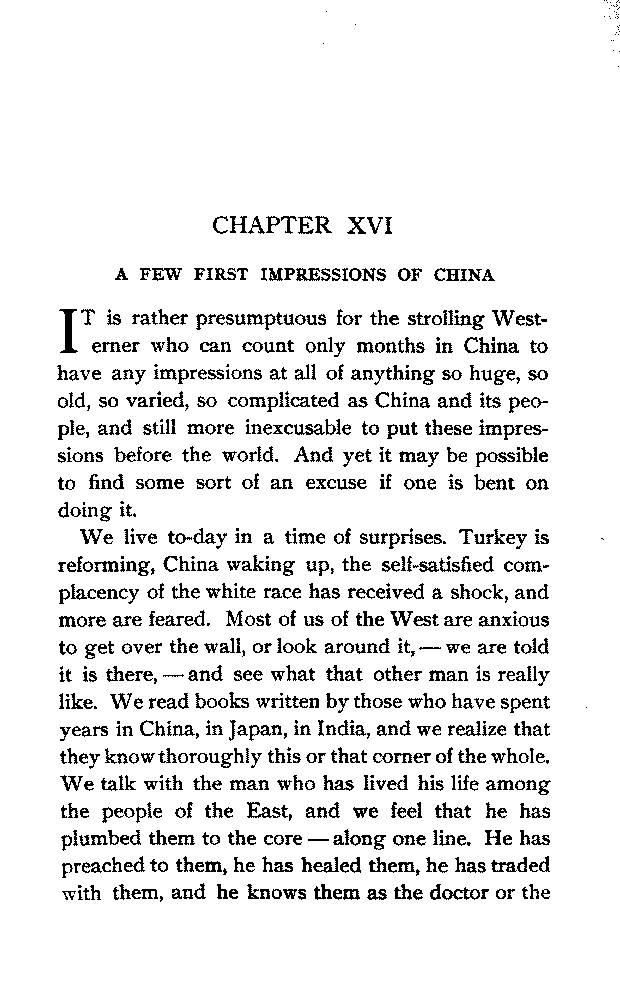 CHAPTER XVI
A FEW FIRST IMPRESSIONS OF CHINA
IT is rather presumptuous for the strolling West-
erner who can count only months in China to
have any impressions at all of anything so huge, so
old, so varied, so complicated as China and its peo-
ple, and still more inexcusable to put these impres-
sions before the world. And yet it may be possible
to find some sort of an excuse if one is bent on
doing it.
We live to-day in a time of surprises. Turkey is
reforming, China waking up, the self-satisfied com-
placency of the white race has received a shock, and
more are feared. Most of us of the West are anxious
to get over the wall, or look around it, — we are told
it is there, — and see what that other man is really
like. We read books written by those who have spent
years in China, in Japan, in India, and we realize that
they know thoroughly this or that corner of the whole.
We talk with the man who has lived his life among
the people of the East, and we feel that he has
plumbed them to the core — along one line. He has
preached to them, he has healed them, he has traded
with them, and he knows them as the doctor or the